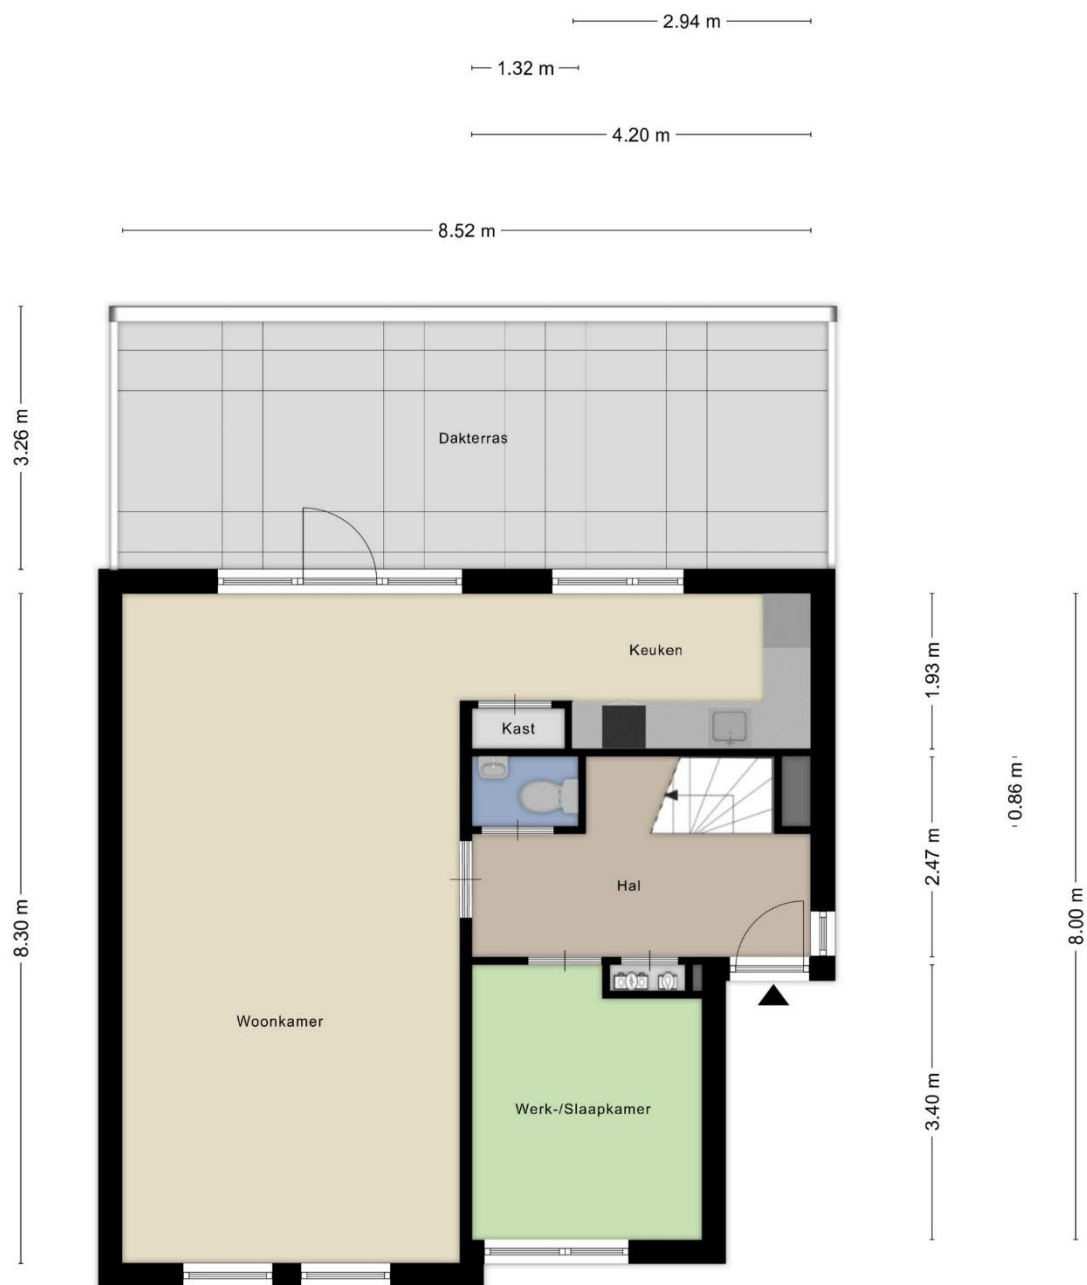 2.94 m
1.32 m
4.20 m
8.52 m
3.26 m
Dakterras
Keuken
1.93 m
Kast
0.86 m
2.47 m
Hal
8.30 m
8.00 m
Woonkamer
3.40 m
Werk-/Slaapkamer